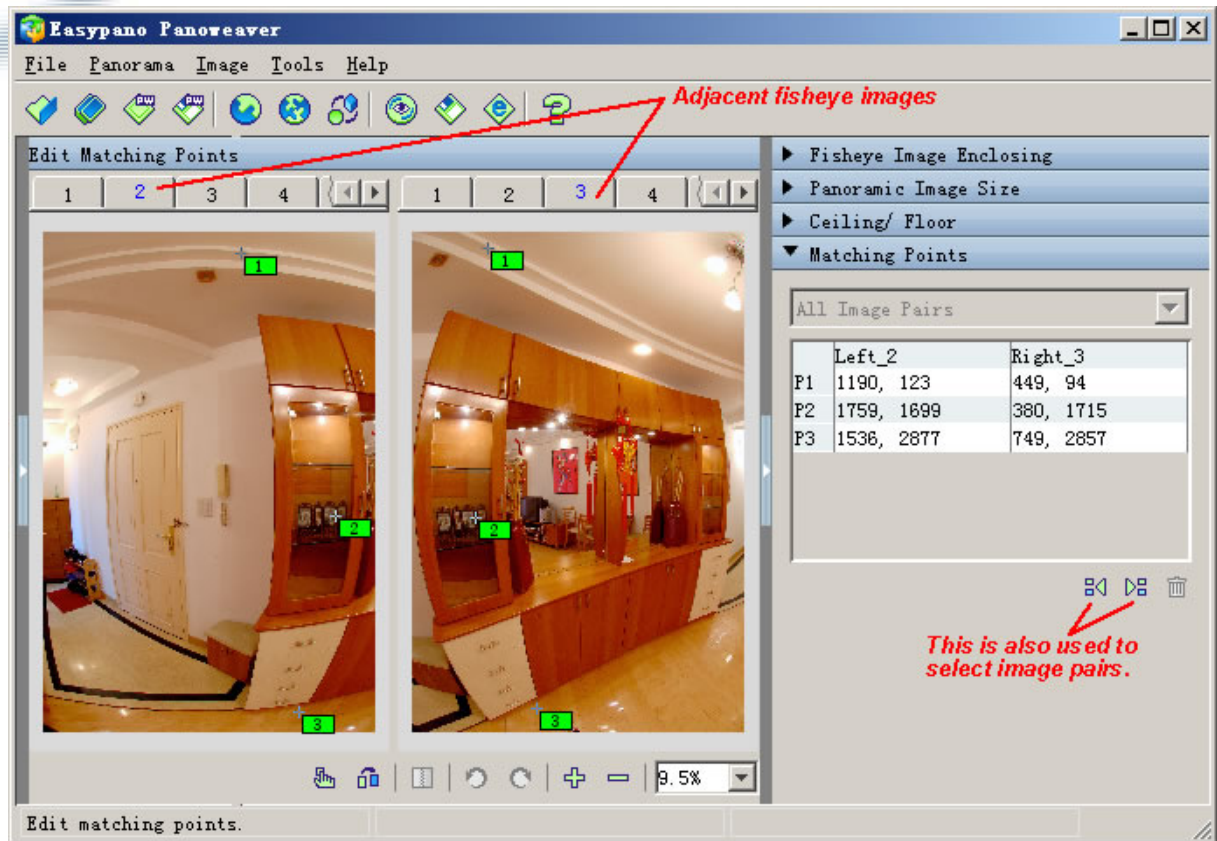 Easypano Panoweaver
File Panorama Image Tools Help
PW PW
Adjacent fisheye images
Edit Matching Points
1 2 3 4 1 2 3 4
1 1
2 2
3 3
9.5%
Fisheye Image Enclosing
Panoramic Image Size
Ceiling/ Floor
Matching Points
All Image Pairs
Left_2 Right_3
P1 1190, 123 449, 94
P2 1759, 1699 380, 1715
P3 1536, 2877 749, 2857
This is also used to
select image pairs.
Edit matching points.